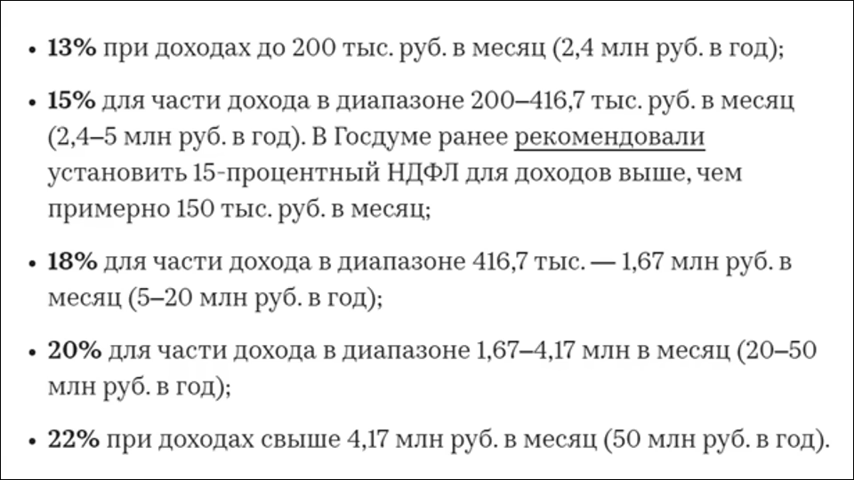 • 13% при доходах до 200 тыс. руб. в месяц (2,4 млн руб. в год);
• 15% для части дохода в диапазоне 200–416,7 тыс. руб. в месяц
(2,4–5 млн руб. в год). В Госдуме ранее рекомендовали
установить 15-процентный НДФЛ для доходов выше, чем
примерно 150 тыс. руб. в месяц;
• 18% для части дохода в диапазоне 416,7 тыс. — 1,67 млн руб. в
месяц (5–20 млн руб. в год);
• 20% для части дохода в диапазоне 1,67–4,17 млн в месяц (20–50
млн руб. в год);
• 22% при доходах свыше 4,17 млн руб. в месяц (50 млн руб. в год).